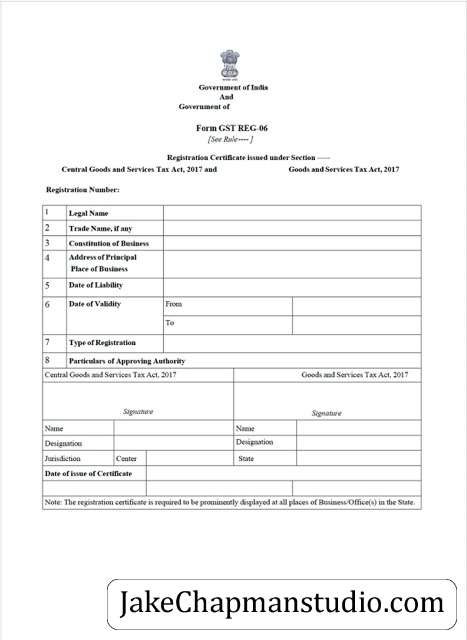 Government of India
And
Government of
Form GST REG-06
[See Rule---- ]
Registration Certificate issued under Section -----
Central Goods and Services Tax Act, 2017 and Goods and Services Tax Act, 2017
Registration Number:
1 Legal Name
2 Trade Name, if any
3 Constitution of Business
4 Address of Principal
Place of Business
5 Date of Liability
6 Date of Validity From
To
7 Type of Registration
8 Particulars of Approving Authority
Central Goods and Services Tax Act, 2017 Goods and Services Tax Act, 2017
Signature Signature
Name Name
Designation Designation
Jurisdiction Center State
Date of issue of Certificate
Note: The registration certificate is required to be prominently displayed at all places of Business/Office(s) in the State.
JakeChapmanstudio.com